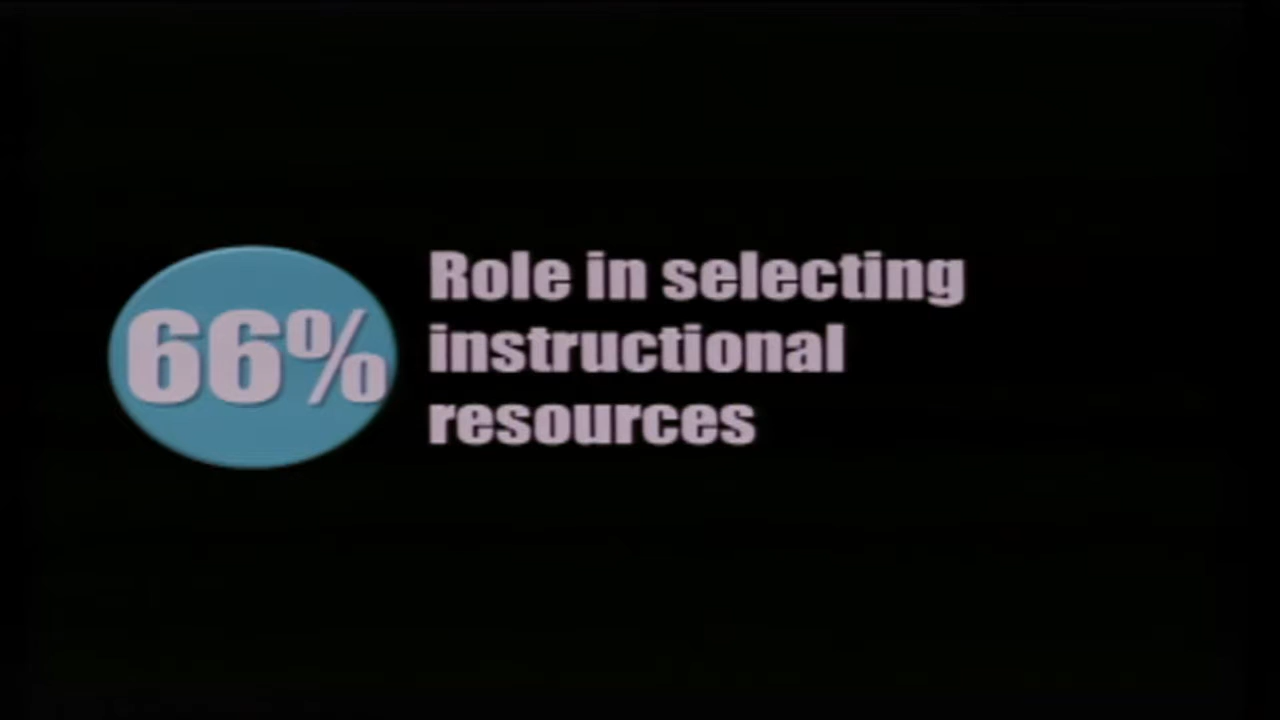 66%
Role in selecting
instructional
resources